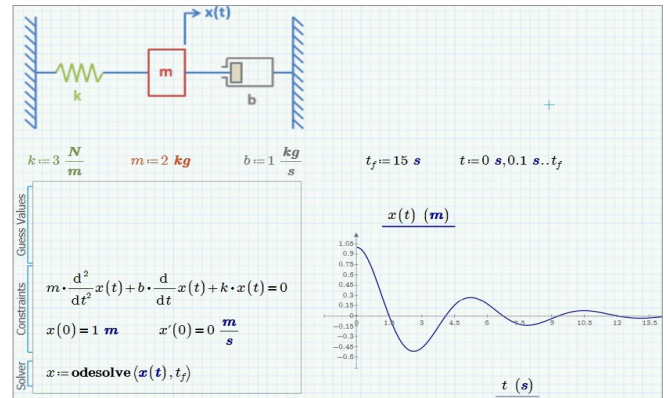 x(t)
m
k
b
k:=3 N/m m:=2 kg b:=1 kg/s t_f:=15 s t:=0 s,0.1 s..t_f
Guess Values
Constraints
m·d²/dt² x(t)+b·d/dt x(t)+k·x(t)=0
x(0)=1 m x′(0)=0 m/s
Solver
x:=odesolve(x(t),t_f)
x(t) (m)
1.05
0.9
0.75
0.6
0.45
0.3
0.15
0
-0.15
-0.3
-0.45
-0.6
0 1.5 3 4.5 6 7.5 9 10.5 12 13.5
t (s)